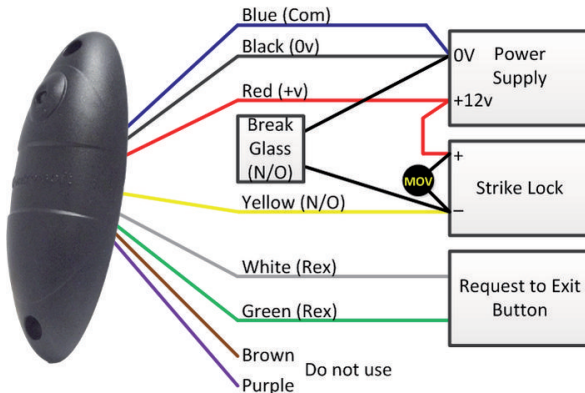 Blue (Com)
Black (0v)
Red (+v)
0V
Power
Supply
+12v
Break
Glass
(N/O)
+
MOV
Strike Lock
–
Yellow (N/O)
White (Rex)
Request to Exit
Button
Green (Rex)
Brown
Do not use
Purple